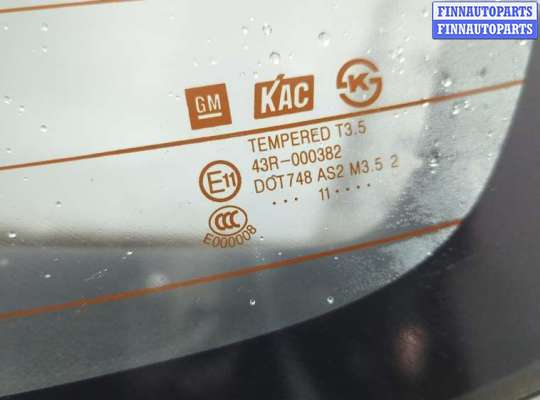 FINNAUTOPARTS
FINNAUTOPARTS
GM KAC K
TEMPERED T3.5
43R-000382
E11 DOT748 AS2 M3.5 2
... 11 ....
CCC
E000008